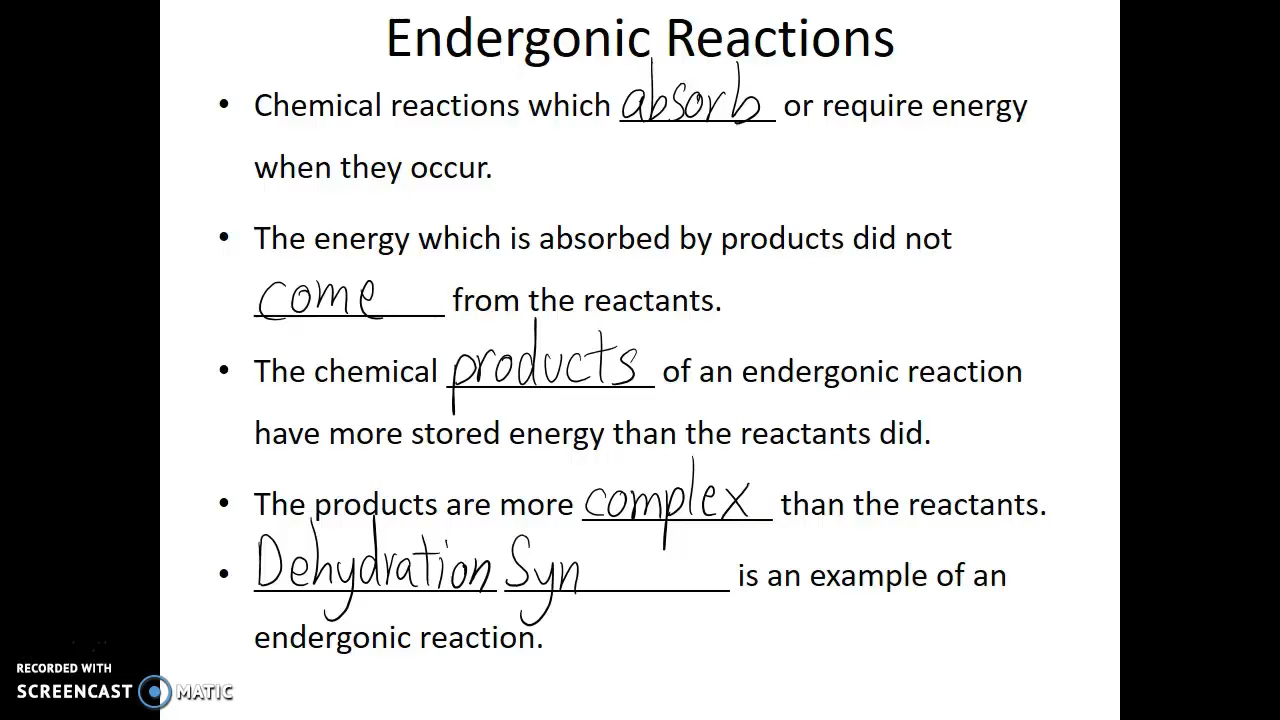 Endergonic Reactions
• Chemical reactions which absorb or require energy
when they occur.
• The energy which is absorbed by products did not
come from the reactants.
• The chemical products of an endergonic reaction
have more stored energy than the reactants did.
• The products are more complex than the reactants.
• Dehydration Syn is an example of an
endergonic reaction.
RECORDED WITH
SCREENCAST MATIC